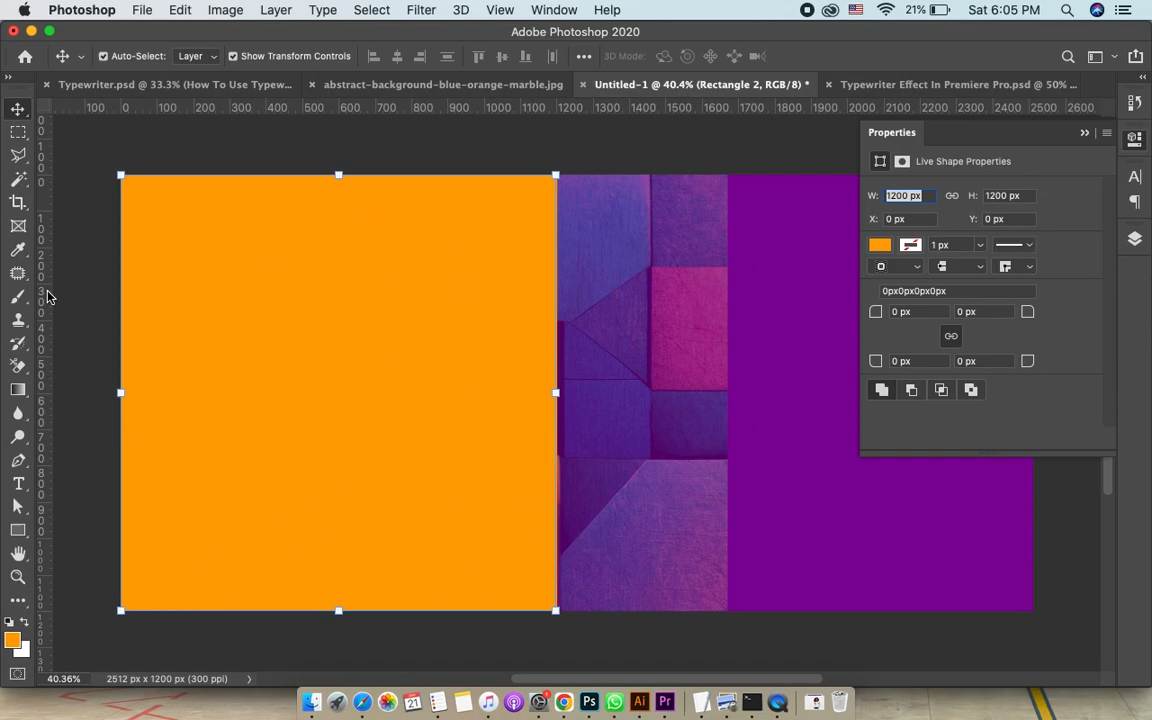 Photoshop File Edit Image Layer Type Select Filter 3D View Window Help 21% Sat 6:05 PM
Adobe Photoshop 2020
Auto-Select: Layer Show Transform Controls 3D Mode:
Typewriter.psd @ 33.3% (How To Use Typew... abstract-background-blue-orange-marble.jpg Untitled-1 @ 40.4% (Rectangle 2, RGB/8) * Typewriter Effect In Premiere Pro.psd @ 50% ...
100 0 100 200 300 400 500 600 700 800 900 1000 1100 1200 1300 1400 1500 1600 1700 1800 1900 2000 2100 2200 2300 2400 2500 2600
Properties
Live Shape Properties
W: 1200 px H: 1200 px
X: 0 px Y: 0 px
1 px
0px0px0px0px
0 px 0 px
0 px 0 px
40.36% 2512 px x 1200 px (300 ppi)
21
Ps Ai Pr